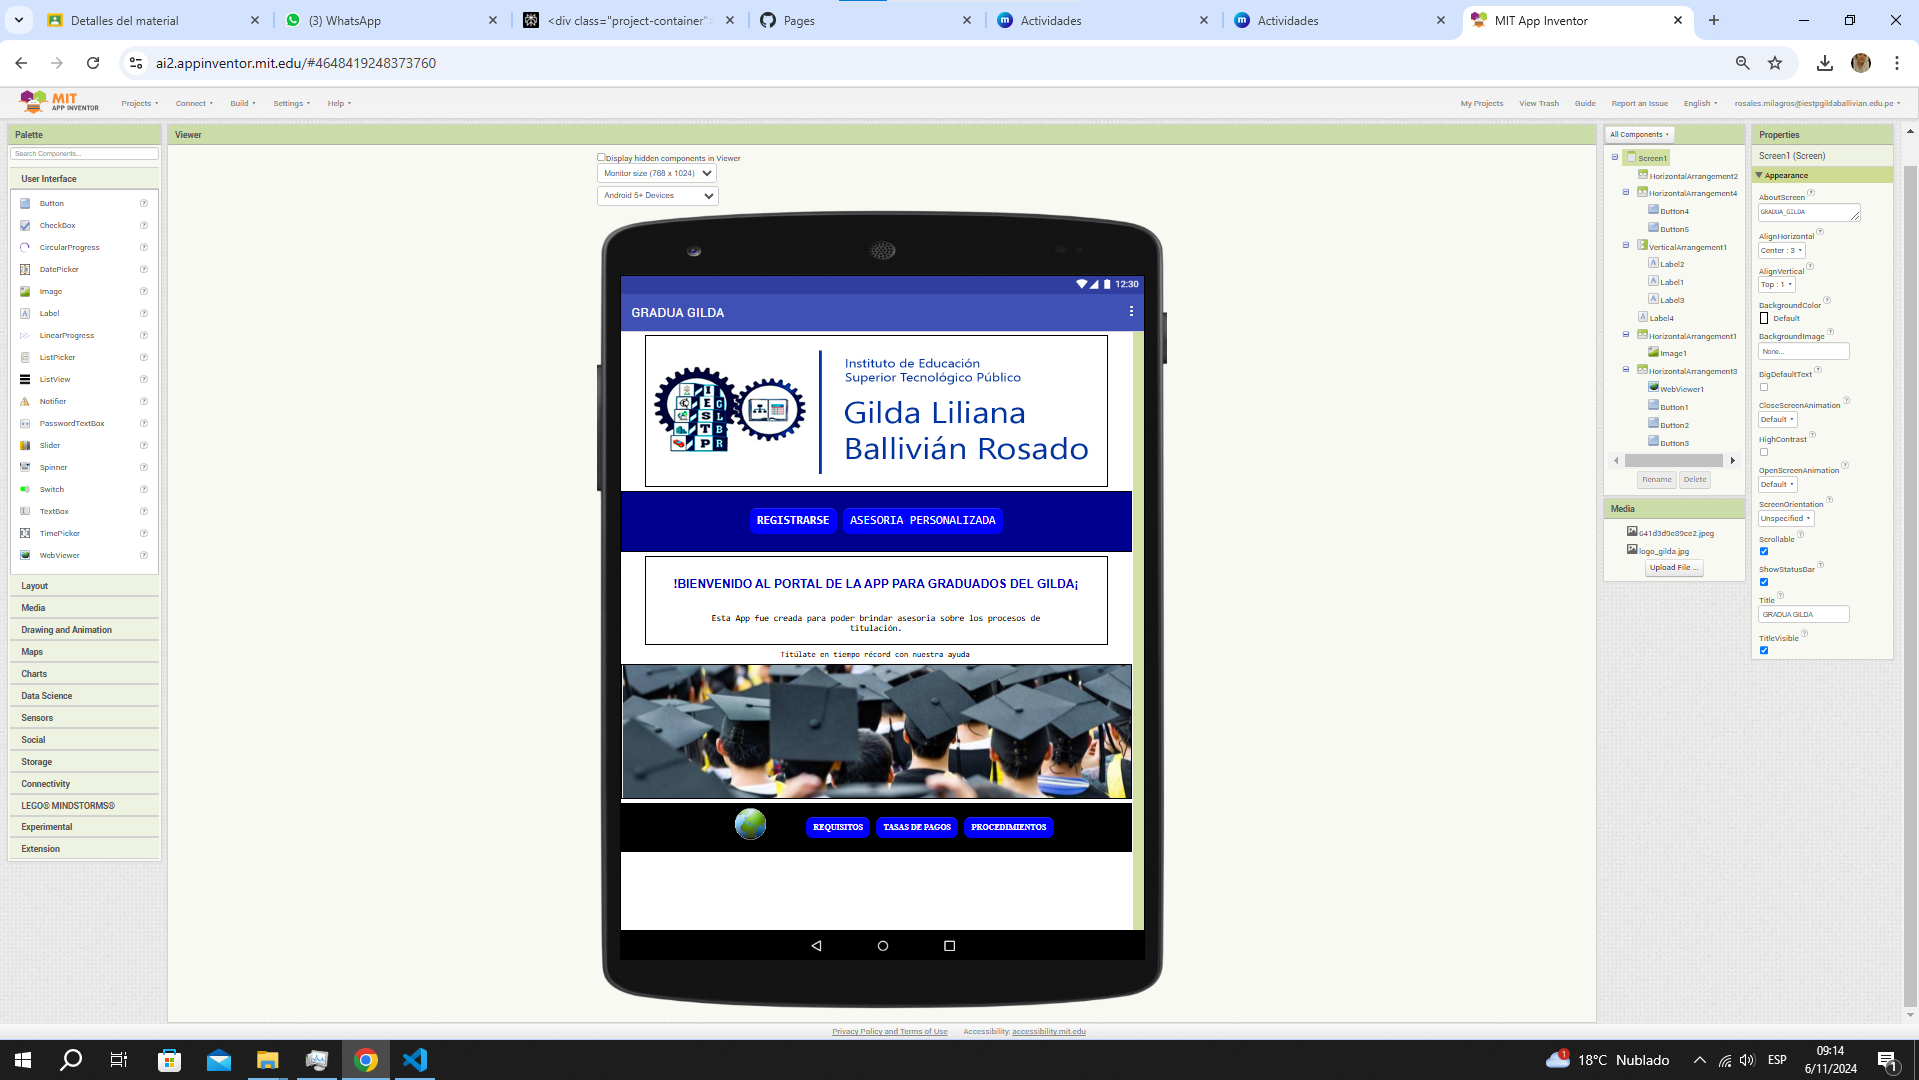 Detalles del material
(3) WhatsApp
<div class="project-container"
Pages
Actividades
Actividades
MIT App Inventor
ai2.appinventor.mit.edu/#4648419248373760
MIT
APP INVENTOR
Projects
Connect
Build
Settings
Help
My Projects
View Trash
Guide
Report an Issue
English
rosales.milagros@iestpgildaballivian.edu.pe
Palette
Search Components...
User Interface
Button
CheckBox
CircularProgress
DatePicker
Image
Label
LinearProgress
ListPicker
ListView
Notifier
PasswordTextBox
Slider
Spinner
Switch
TextBox
TimePicker
WebViewer
Layout
Media
Drawing and Animation
Maps
Charts
Data Science
Sensors
Social
Storage
Connectivity
LEGO® MINDSTORMS®
Experimental
Extension
Viewer
Display hidden components in Viewer
Monitor size (768 x 1024)
Android 5+ Devices
12:30
GRADUA GILDA
IESTP
GLBR
Instituto de Educación
Superior Tecnológico Público
Gilda Liliana
Ballivián Rosado
REGISTRARSE
ASESORIA PERSONALIZADA
!BIENVENIDO AL PORTAL DE LA APP PARA GRADUADOS DEL GILDA¡
Esta App fue creada para poder brindar asesoria sobre los procesos de
titulación.
Titúlate en tiempo récord con nuestra ayuda
REQUISITOS
TASAS DE PAGOS
PROCEDIMIENTOS
All Components
Screen1
HorizontalArrangement2
HorizontalArrangement4
Button4
Button5
VerticalArrangement1
Label2
Label1
Label3
Label4
HorizontalArrangement1
Image1
HorizontalArrangement3
WebViewer1
Button1
Button2
Button3
Rename
Delete
Media
641d3d9e89ce2.jpeg
logo_gilda.jpg
Upload File ...
Properties
Screen1 (Screen)
Appearance
AboutScreen
GRADUA_GILDA
AlignHorizontal
Center : 3
AlignVertical
Top : 1
BackgroundColor
Default
BackgroundImage
None...
BigDefaultText
CloseScreenAnimation
Default
HighContrast
OpenScreenAnimation
Default
ScreenOrientation
Unspecified
Scrollable
ShowStatusBar
Title
GRADUA GILDA
TitleVisible
Privacy Policy and Terms of Use
Accessibility: accessibility.mit.edu
1
18°C Nublado
ESP
09:14
6/11/2024
1